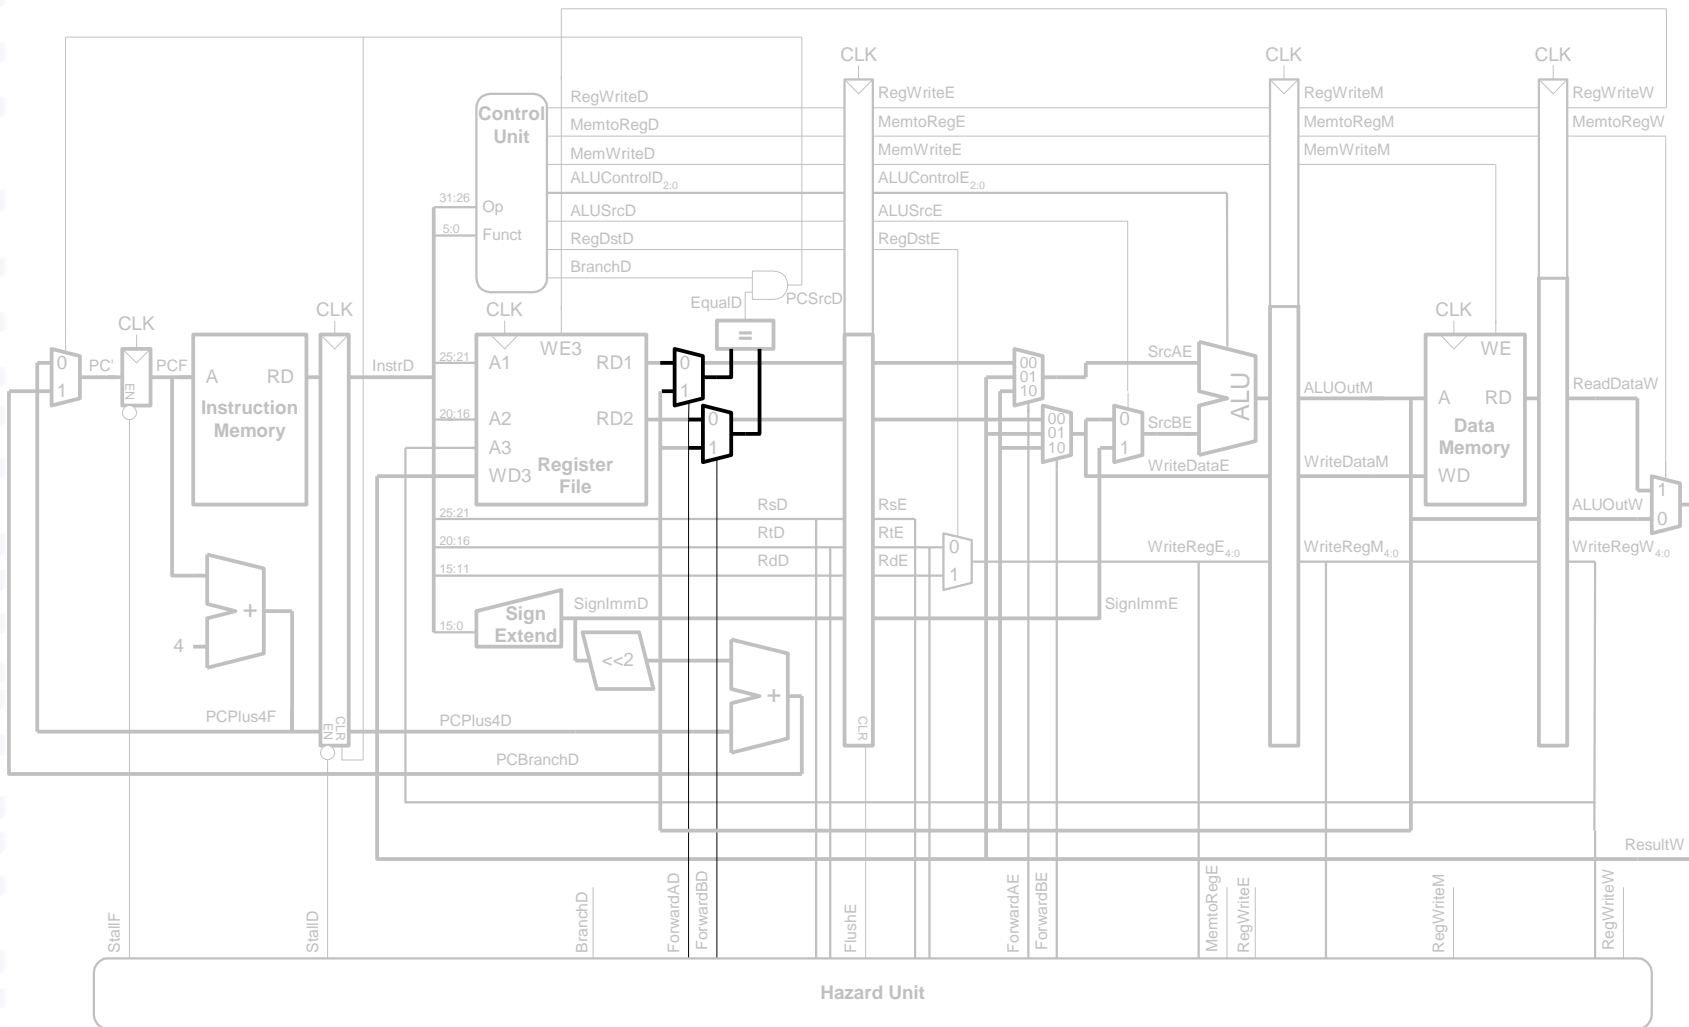 CLK CLK CLK
RegWriteD RegWriteE RegWriteM RegWriteW
Control Unit
MemtoRegD MemtoRegE MemtoRegM MemtoRegW
MemWriteD MemWriteE MemWriteM
ALUControlD2:0 ALUControlE2:0
31:26 Op ALUSrcD ALUSrcE
5:0 Funct RegDstD RegDstE
BranchD
EqualD PCSrcD
CLK CLK CLK CLK
=
WE3 WE
0 1 PC' EN PCF A RD InstrD 25:21 A1 RD1 0 1 00 01 10 SrcAE ALU ALUOutM A RD ReadDataW
Instruction Memory
20:16 A2 RD2 0 1 00 01 10 0 1 SrcBE Data Memory
A3
WD3 Register File WriteDataE WriteDataM WD
1 0
25:21 RsD RsE ALUOutW
20:16 RtD RtE 0 1 WriteRegE4:0 WriteRegM4:0 WriteRegW4:0
15:11 RdD RdE
SignImmD SignImmE
15:0 Sign Extend
+ 4 <<2 +
PCPlus4F EN CLR PCPlus4D CLR
PCBranchD
ResultW
StallF StallD BranchD ForwardAD ForwardBD FlushE ForwardAE ForwardBE MemtoRegE RegWriteE RegWriteM RegWriteW
Hazard Unit